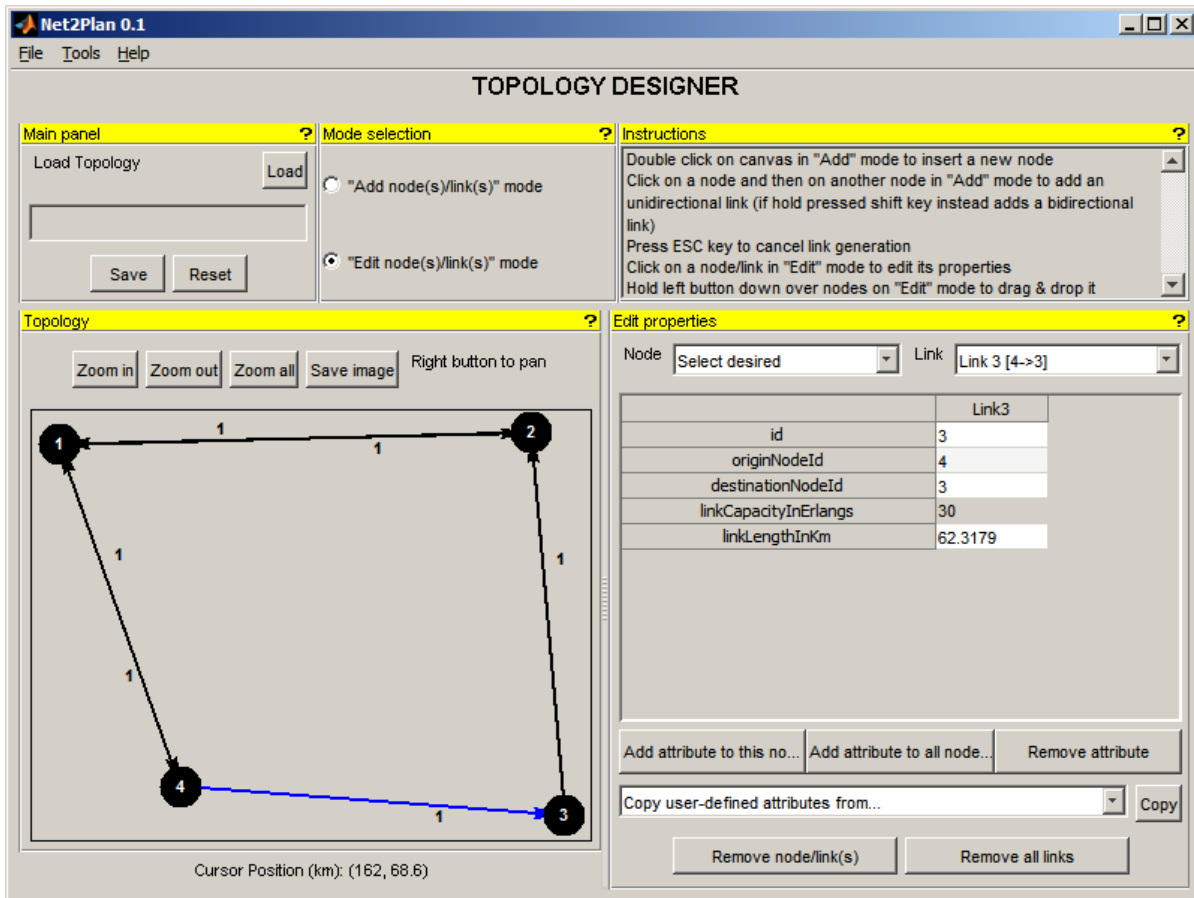 Net2Plan 0.1
File Tools Help
TOPOLOGY DESIGNER
Main panel ?
Load Topology
Load
Save Reset
Mode selection ?
"Add node(s)/link(s)" mode
"Edit node(s)/link(s)" mode
Instructions ?
Double click on canvas in "Add" mode to insert a new node
Click on a node and then on another node in "Add" mode to add an
unidirectional link (if hold pressed shift key instead adds a bidirectional
link)
Press ESC key to cancel link generation
Click on a node/link in "Edit" mode to edit its properties
Hold left button down over nodes on "Edit" mode to drag & drop it
Topology ?
Zoom in Zoom out Zoom all Save image Right button to pan
1 1 1 2
1 1
1
4 1 3
Cursor Position (km): (162, 68.6)
Edit properties ?
Node Select desired Link Link 3 [4->3]
Link3
id 3
originNodeId 4
destinationNodeId 3
linkCapacityInErlangs 30
linkLengthInKm 62.3179
Add attribute to this no... Add attribute to all node... Remove attribute
Copy user-defined attributes from... Copy
Remove node/link(s) Remove all links